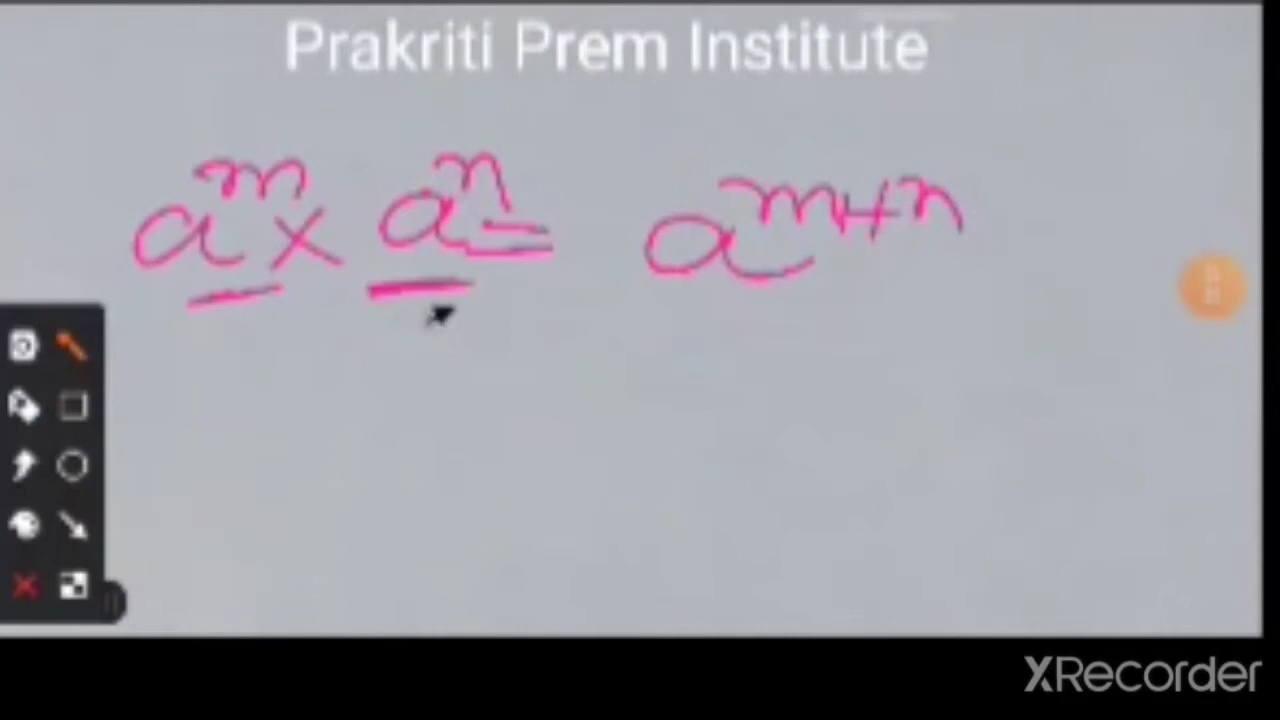 Prakriti Prem Institute
aᵐ × aⁿ = aᵐ⁺ⁿ
XRecorder